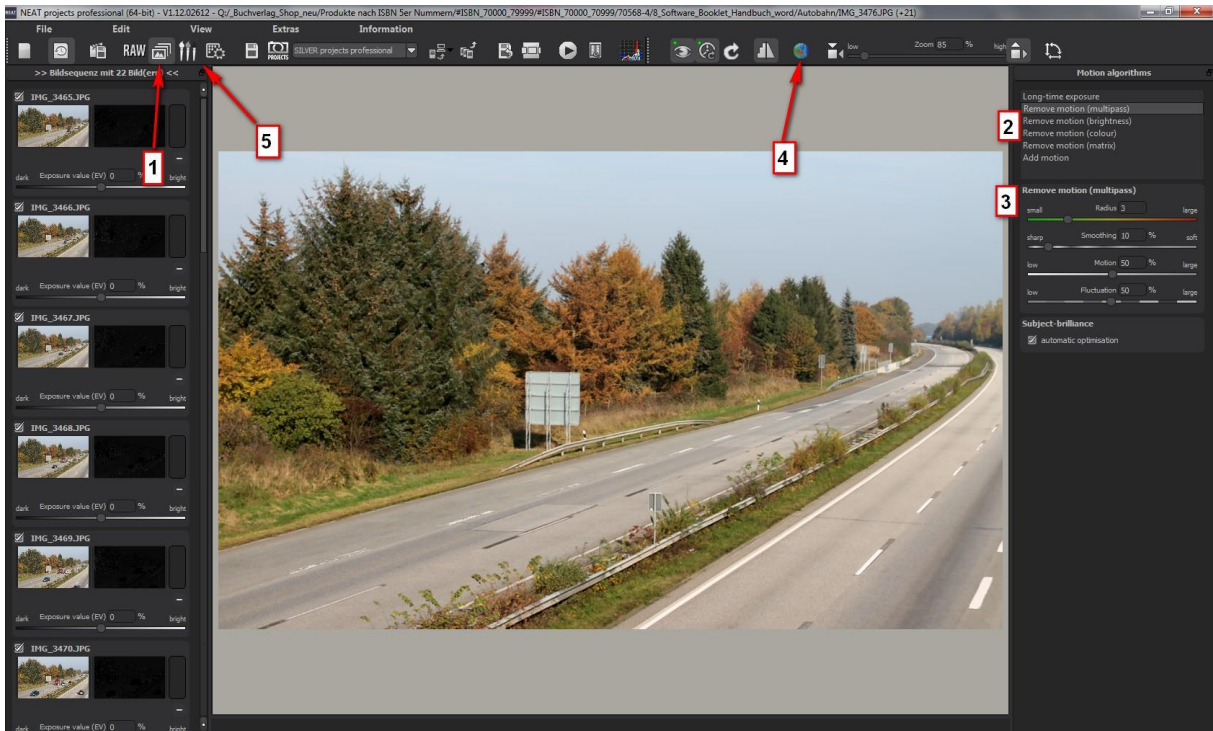 NEAT projects professional (64-bit) - V1.12.02612 - Q:/_Buchverlag_Shop_neu/Produkte nach ISBN 5er Nummern/#ISBN_70000_79999/#ISBN_70000_70999/70568-4/8_Software_Booklet_Handbuch_word/Autobahn/IMG_3476.JPG (+21)
File Edit View Extras Information
RAW PROJECTS SILVER projects professional low Zoom 85 % high
>> Bildsequenz mit 22 Bild(ern) <<
Motion algorithms
IMG_3465.JPG
dark Exposure value (EV) 0 % bright
IMG_3466.JPG
dark Exposure value (EV) 0 % bright
IMG_3467.JPG
dark Exposure value (EV) 0 % bright
IMG_3468.JPG
dark Exposure value (EV) 0 % bright
IMG_3469.JPG
dark Exposure value (EV) 0 % bright
IMG_3470.JPG
dark Exposure value (EV) 0 % bright
1
5
4
Long-time exposure
Remove motion (multipass)
2
Remove motion (brightness)
Remove motion (colour)
Remove motion (matrix)
Add motion
3
Remove motion (multipass)
small Radius 3 large
sharp Smoothing 10 % soft
low Motion 50 % large
low Fluctuation 50 % large
Subject-brilliance
automatic optimisation